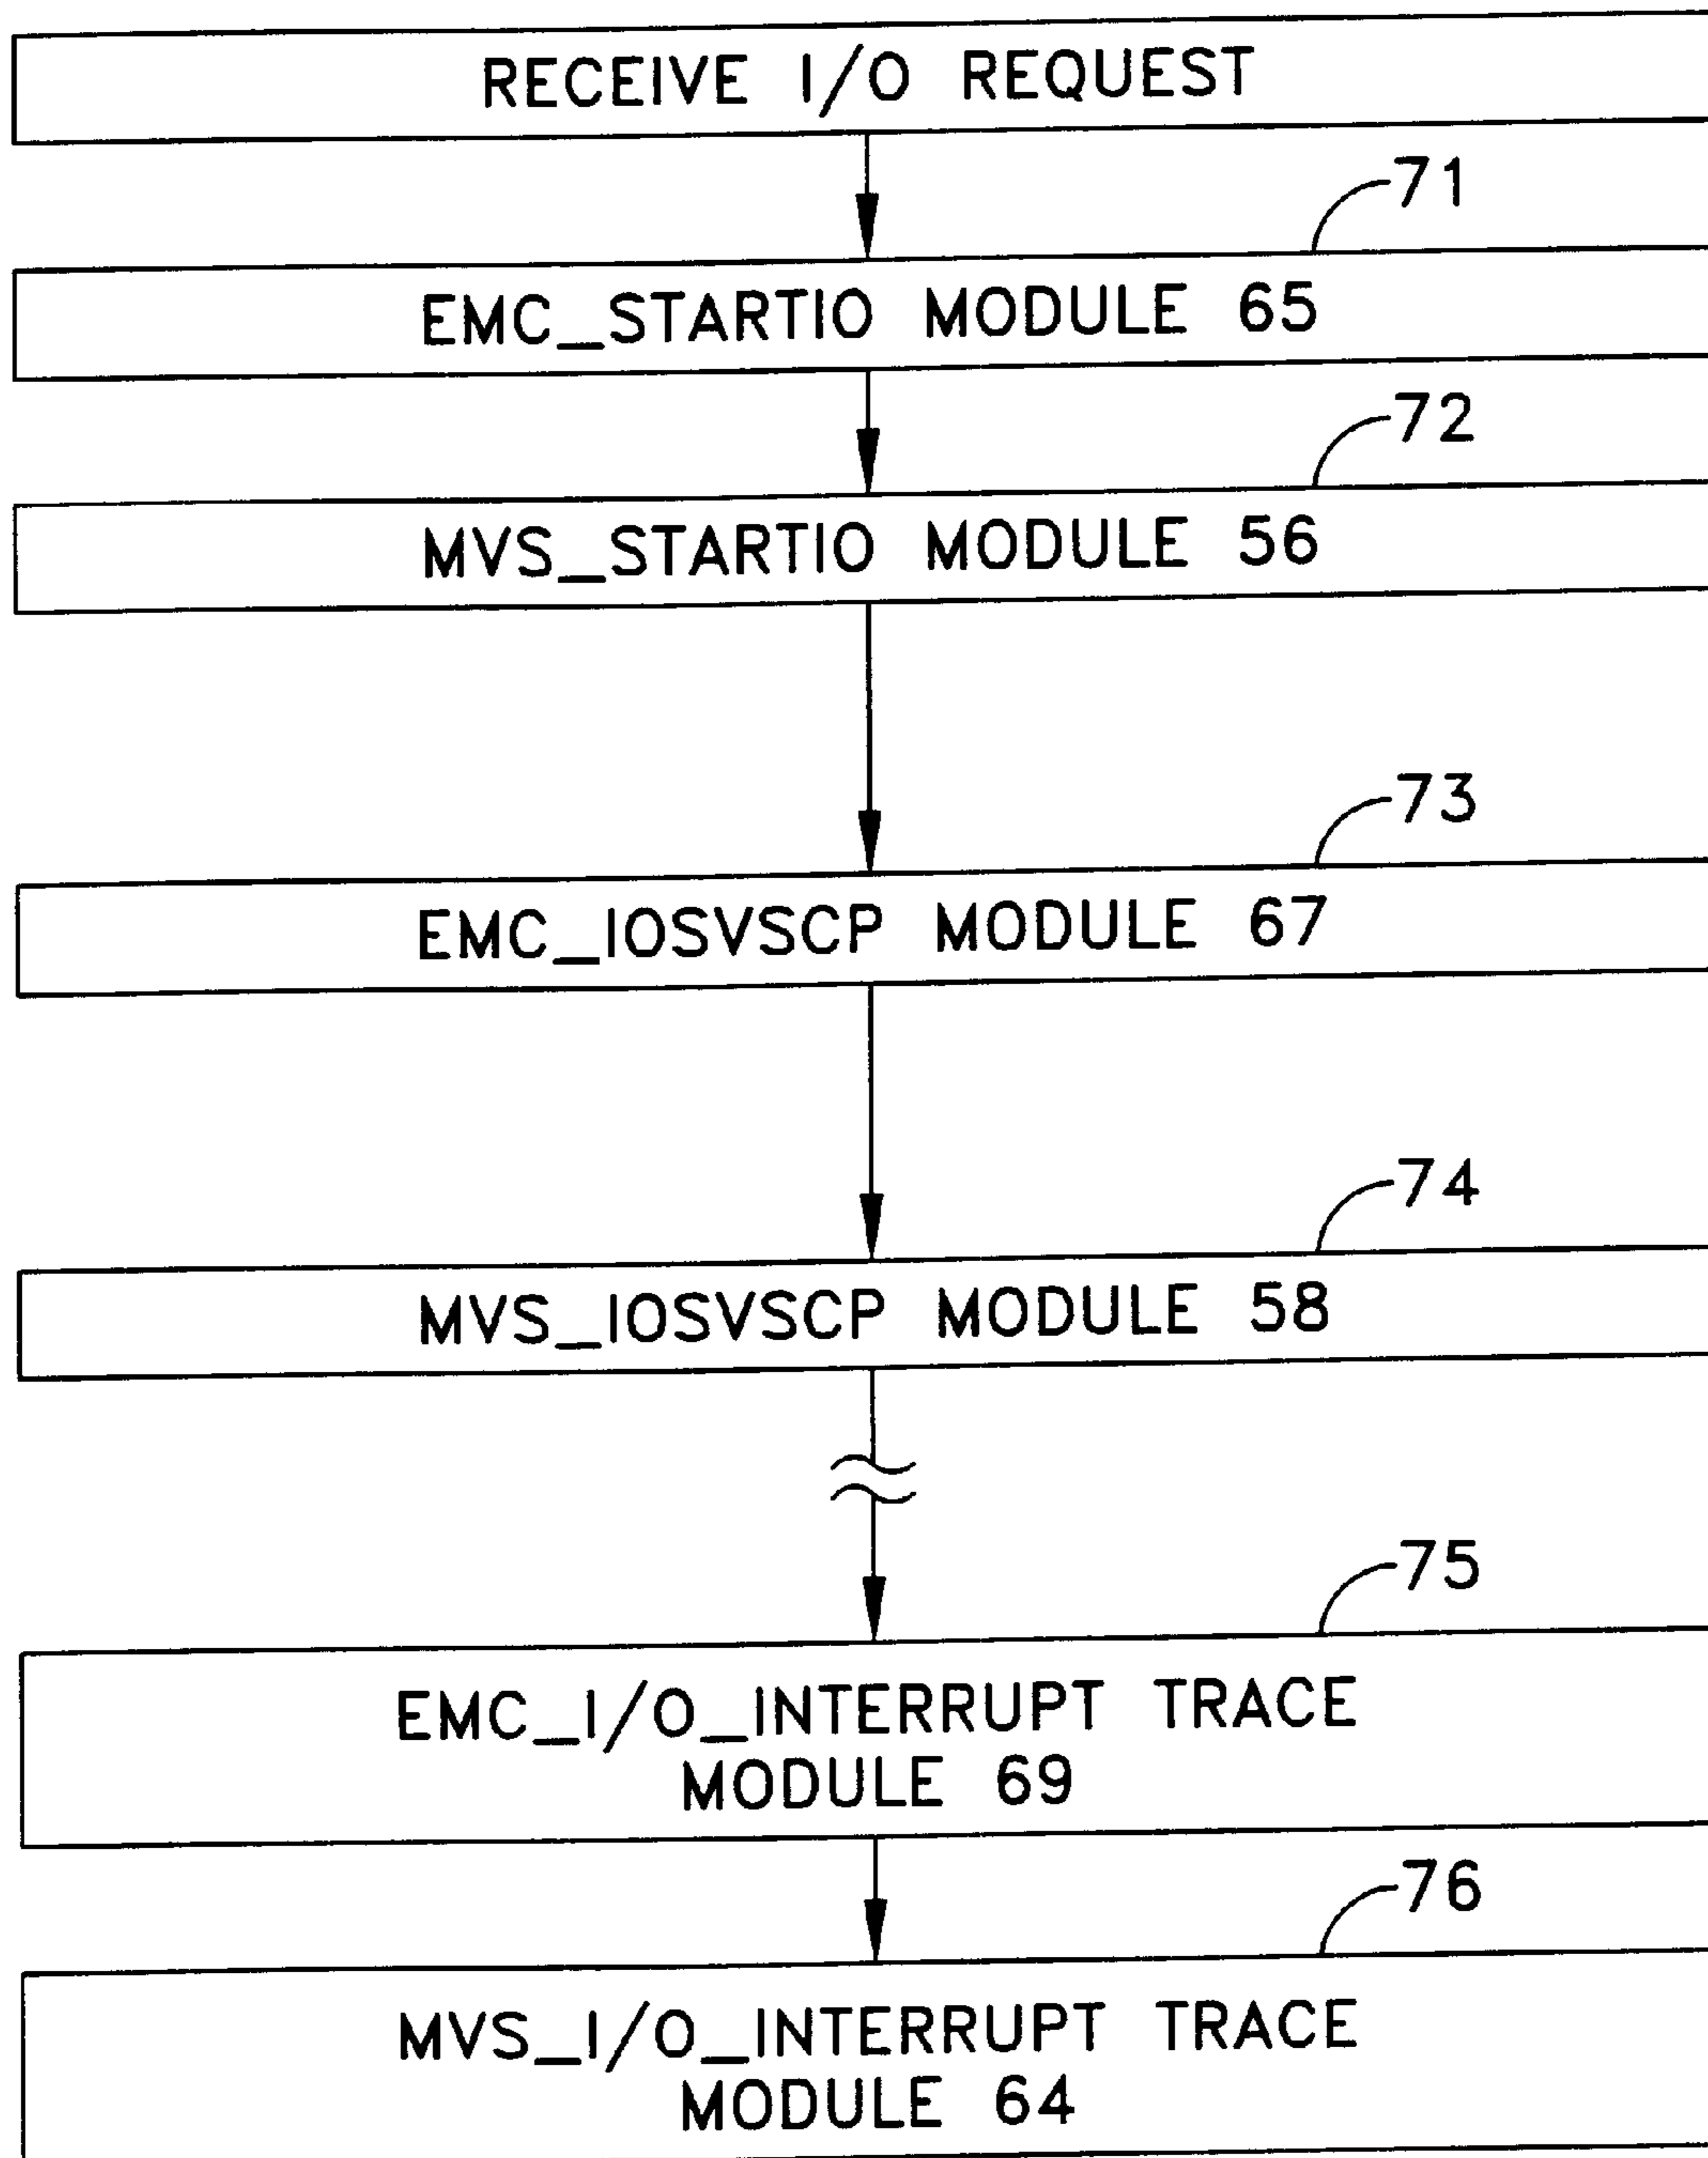 RECEIVE I/O REQUEST
71
EMC_STARTIO MODULE 65
72
MVS_STARTIO MODULE 56
73
EMC_IOSVSCP MODULE 67
74
MVS_IOSVSCP MODULE 58
75
EMC_I/O_INTERRUPT TRACE
MODULE 69
76
MVS_I/O_INTERRUPT TRACE
MODULE 64